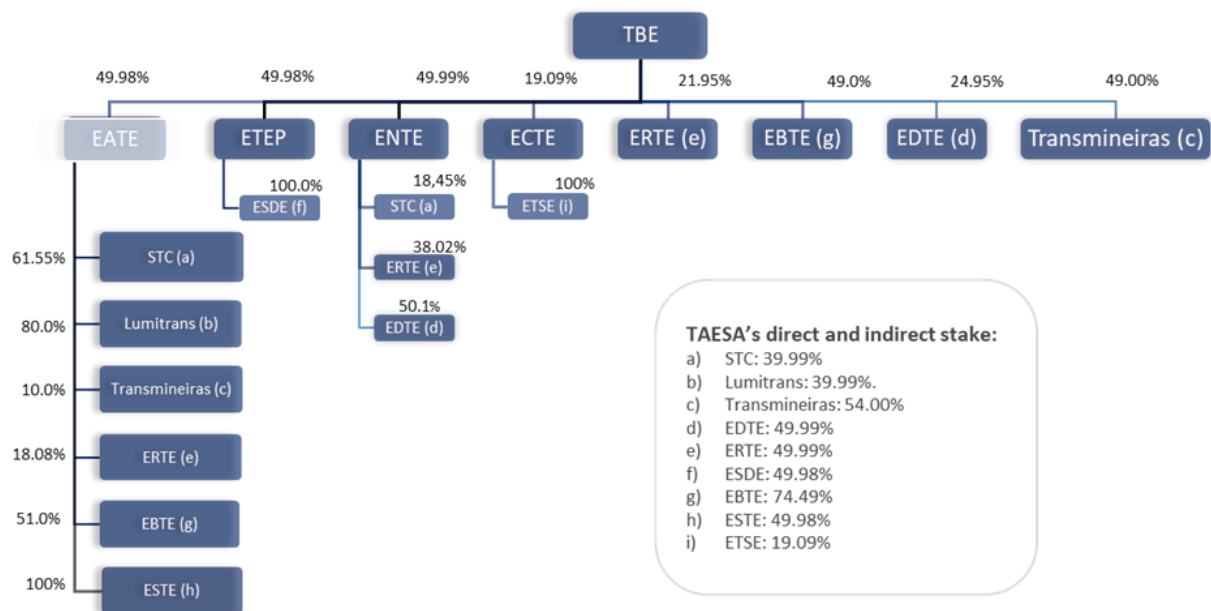 TBE
49.98%
49.98%
49.99%
19.09%
21.95%
49.0%
24.95%
49.00%
EATE
ETEP
ENTE
ECTE
ERTE (e)
EBTE (g)
EDTE (d)
Transmineiras (c)
100.0%
ESDE (f)
18,45%
STC (a)
38.02%
ERTE (e)
50.1%
EDTE (d)
100%
ETSE (i)
61.55%
STC (a)
80.0%
Lumitrans (b)
10.0%
Transmineiras (c)
18.08%
ERTE (e)
51.0%
EBTE (g)
100%
ESTE (h)
TAESA's direct and indirect stake:
a) STC: 39.99%
b) Lumitrans: 39.99%.
c) Transmineiras: 54.00%
d) EDTE: 49.99%
e) ERTE: 49.99%
f) ESDE: 49.98%
g) EBTE: 74.49%
h) ESTE: 49.98%
i) ETSE: 19.09%